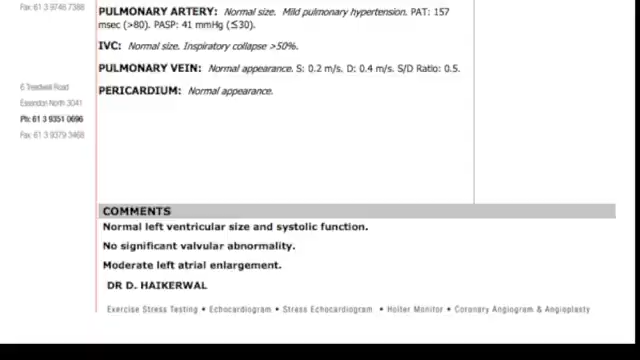 Fax: 61 3 9748 7388
PULMONARY ARTERY: Normal size. Mild pulmonary hypertension. PAT: 157
msec (>80). PASP: 41 mmHg (≤30).
IVC: Normal size. Inspiratory collapse >50%.
PULMONARY VEIN: Normal appearance. S: 0.2 m/s. D: 0.4 m/s. S/D Ratio: 0.5.
PERICARDIUM: Normal appearance.
6 Treadwell Road
Essendon North 3041
Ph: 61 3 9351 0696
Fax: 61 3 9379 3468
COMMENTS
Normal left ventricular size and systolic function.
No significant valvular abnormality.
Moderate left atrial enlargement.
DR D. HAIKERWAL
Exercise Stress Testing • Echocardiogram • Stress Echocardiogram • Holter Monitor • Coronary Angiogram & Angioplasty